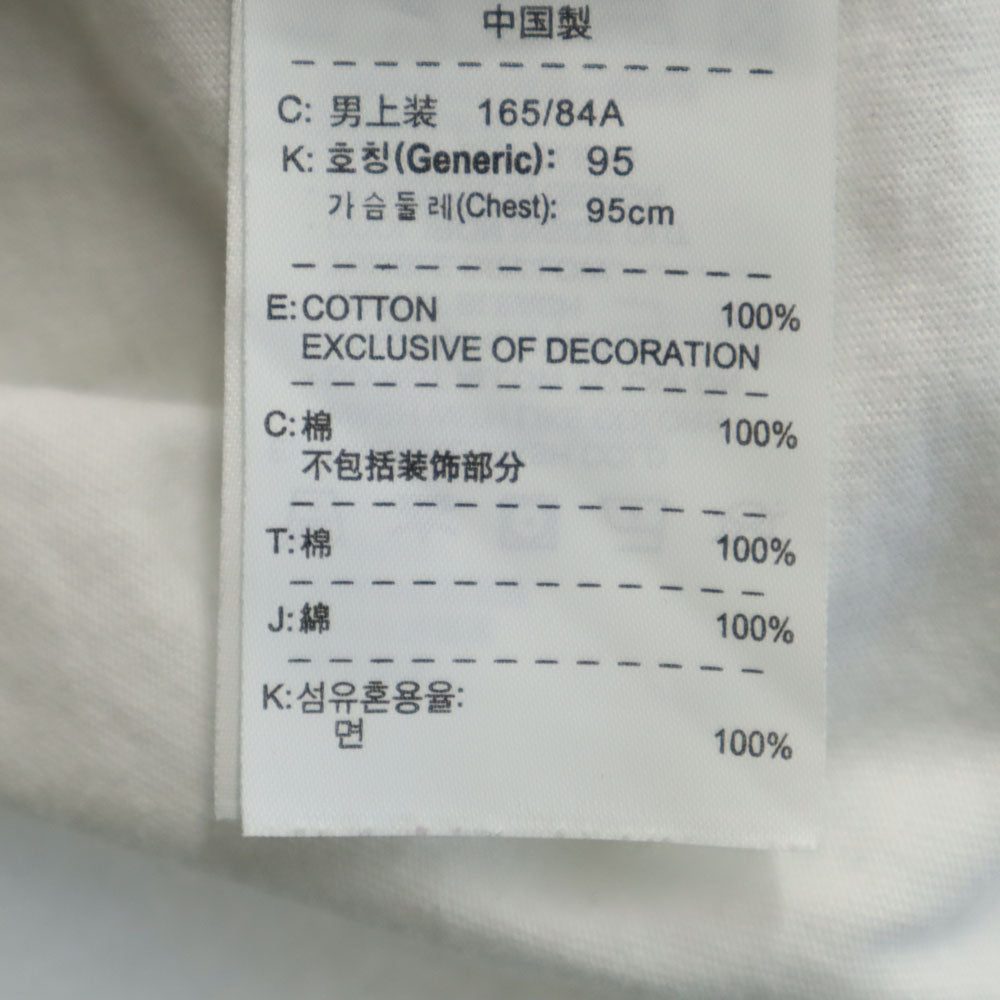 中国製
C: 男上装 165/84A
K: 호칭(Generic): 95
가슴둘레(Chest): 95cm
E: COTTON 100%
EXCLUSIVE OF DECORATION
C: 棉 100%
不包括装饰部分
T: 棉 100%
J: 綿 100%
K: 섬유혼용율:
면 100%